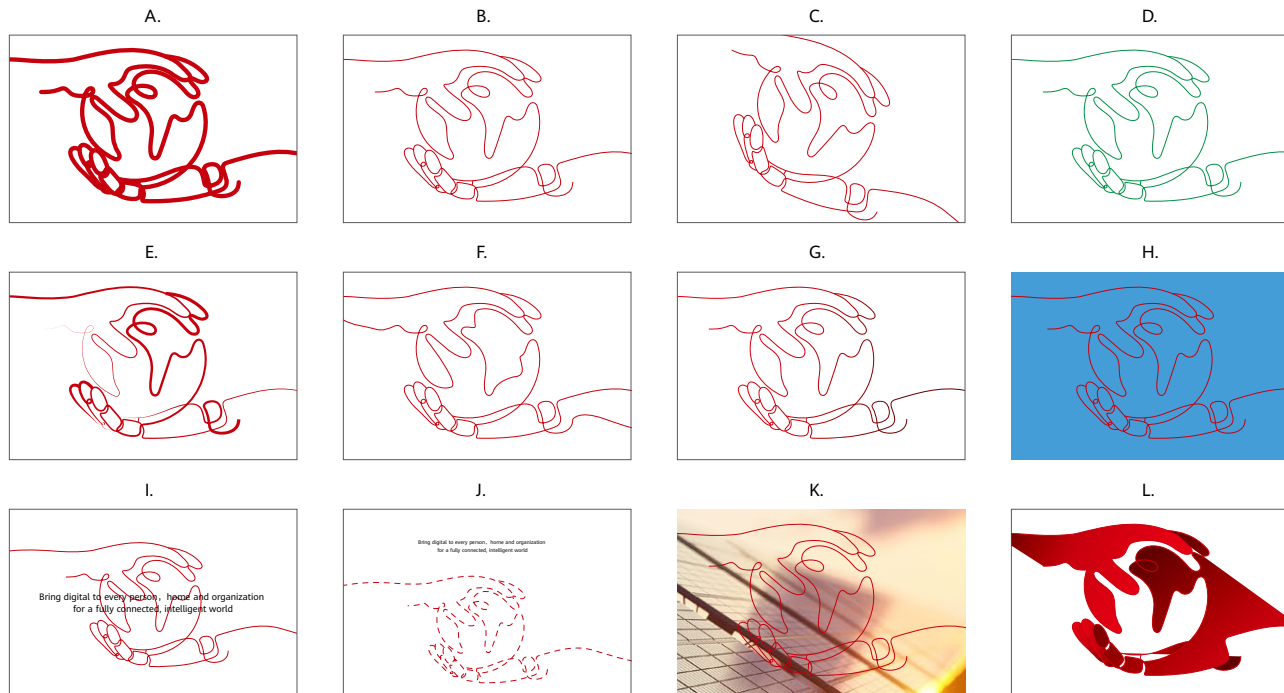 A.
B.
C.
D.
E.
F.
G.
H.
I.
J.
K.
L.
Bring digital to every person, home and organization
for a fully connected, intelligent world
Bring digital to every person, home and organization
for a fully connected, intelligent world